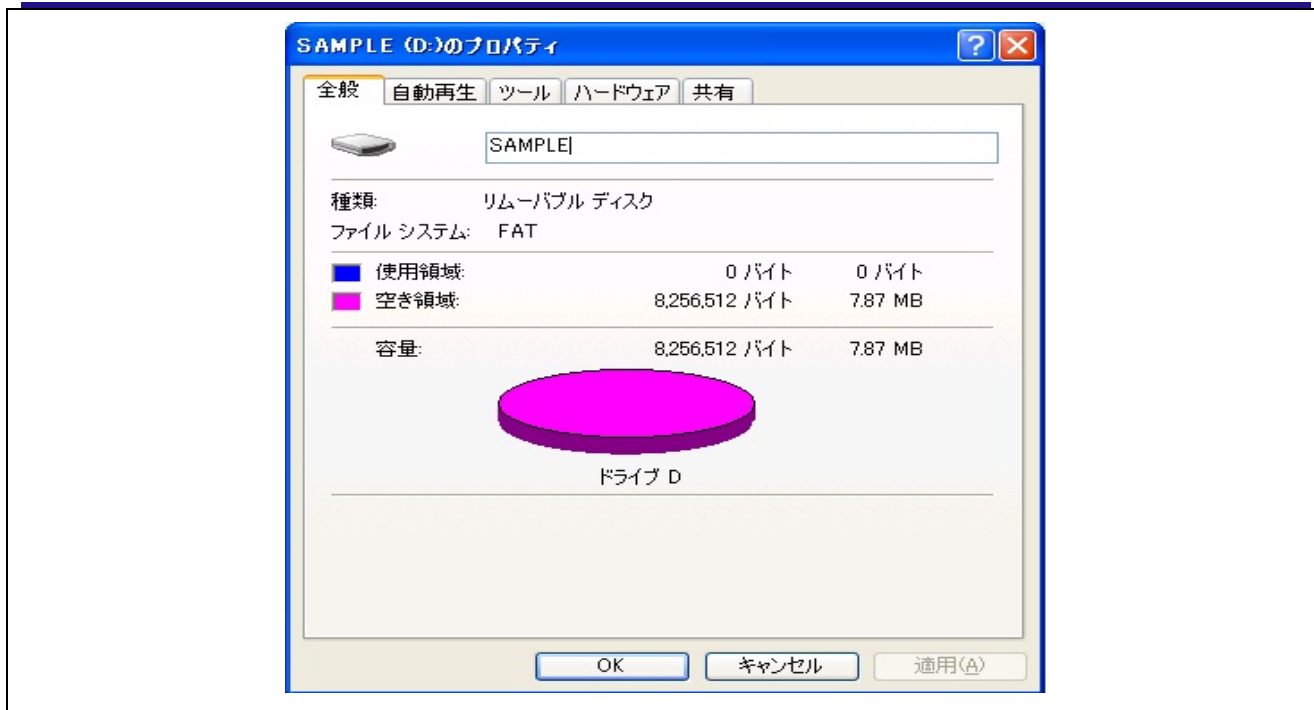 SAMPLE (D:)のプロパティ
全般 自動再生 ツール ハードウェア 共有
SAMPLE
種類: リムーバブル ディスク
ファイル システム: FAT
使用領域: 0 バイト 0 バイト
空き領域: 8,256,512 バイト 7.87 MB
容量: 8,256,512 バイト 7.87 MB
ドライブ D
OK キャンセル 適用(A)